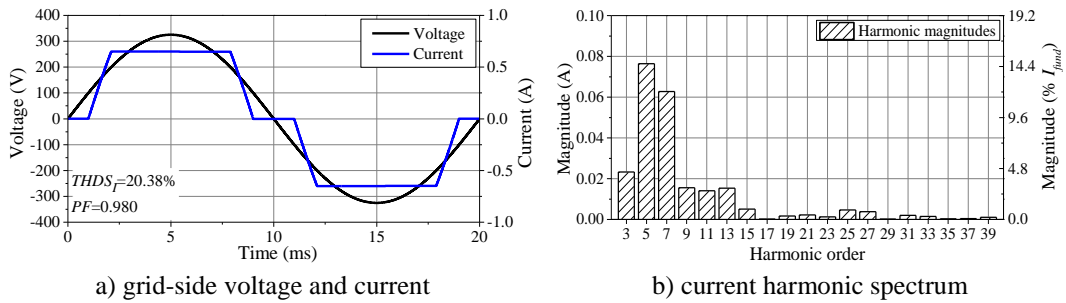 400
300
200
100
0
-100
-200
-300
-400
Voltage (V)
1.0
0.5
0.0
-0.5
-1.0
Current (A)
Voltage
Current
THDS_I=20.38%
PF=0.980
0 5 10 15 20
Time (ms)
a) grid-side voltage and current
0.10
0.08
0.06
0.04
0.02
0.00
Magnitude (A)
19.2
14.4
9.6
4.8
0.0
Magnitude (% I_fund)
Harmonic magnitudes
3 5 7 9 11 13 15 17 19 21 23 25 27 29 31 33 35 37 39
Harmonic order
b) current harmonic spectrum